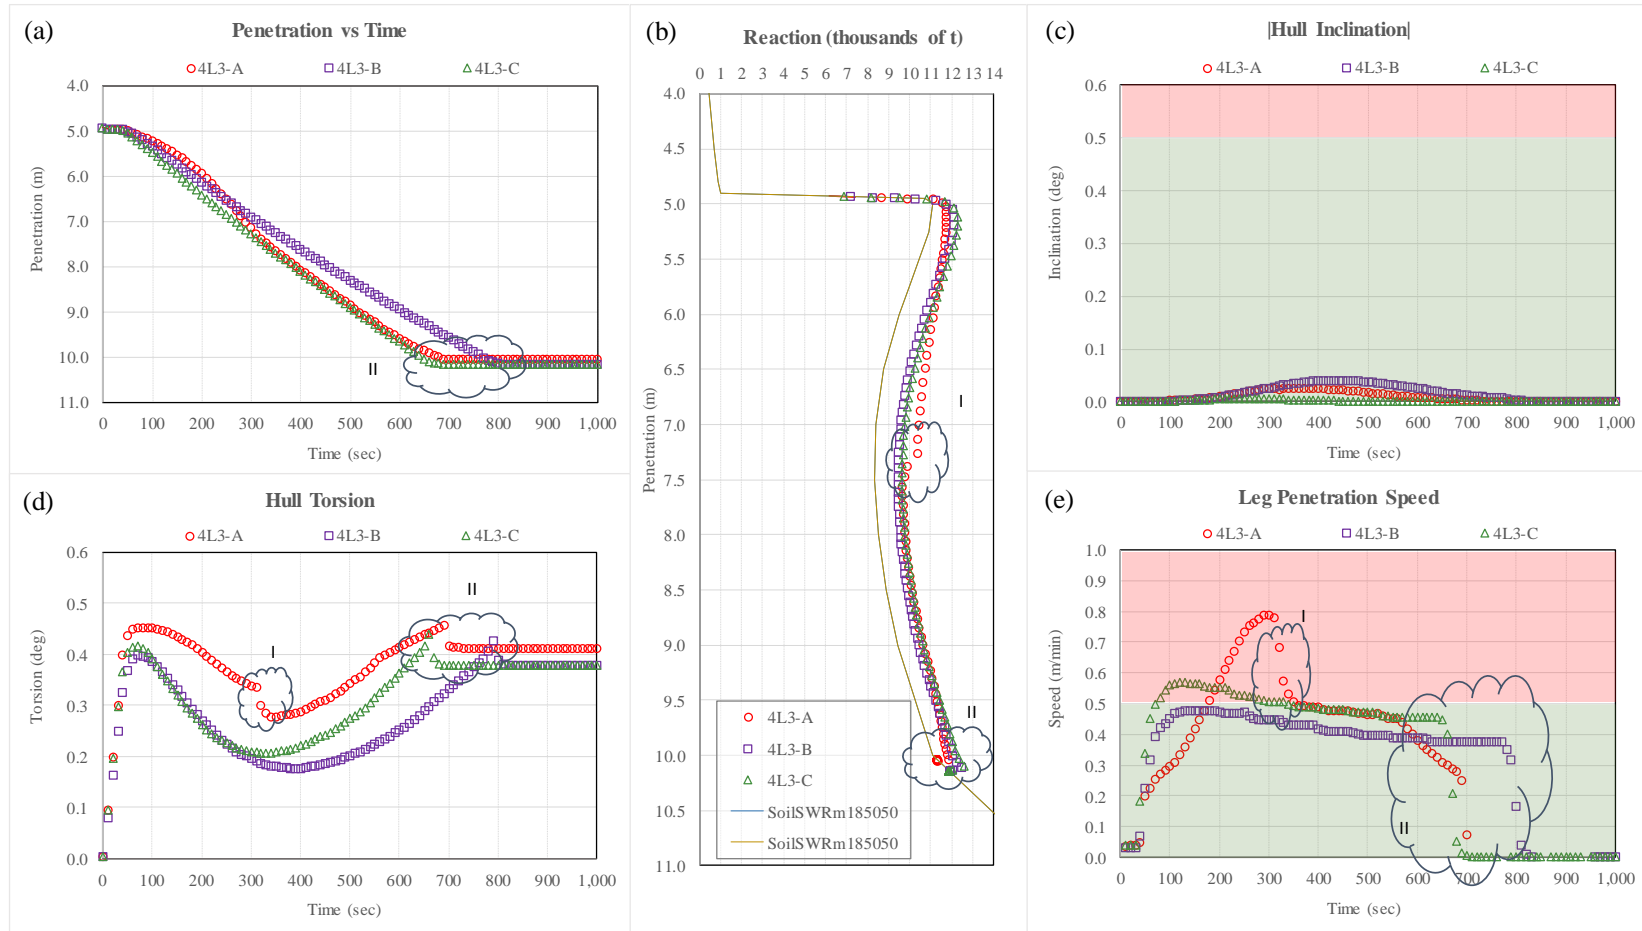 (a)
Penetration vs Time
4L3-A 4L3-B 4L3-C
4.0
5.0
6.0
7.0
8.0
9.0
10.0
11.0
Penetration (m)
II
0 100 200 300 400 500 600 700 800 900 1,000
Time (sec)
(b)
Reaction (thousands of t)
0 1 2 3 4 5 6 7 8 9 10 11 12 13 14
4.0
4.5
5.0
5.5
6.0
6.5
7.0
7.5
8.0
8.5
9.0
9.5
10.0
10.5
11.0
Penetration (m)
I
II
4L3-A
4L3-B
4L3-C
SoilSWRm185050
SoilSWRm185050
(c)
|Hull Inclination|
4L3-A 4L3-B 4L3-C
0.6
0.5
0.4
0.3
0.2
0.1
0.0
Inclination (deg)
0 100 200 300 400 500 600 700 800 900 1,000
Time (sec)
(d)
Hull Torsion
4L3-A 4L3-B 4L3-C
0.6
0.5
0.4
0.3
0.2
0.1
0.0
Torsion (deg)
I
II
0 100 200 300 400 500 600 700 800 900 1,000
Time (sec)
(e)
Leg Penetration Speed
4L3-A 4L3-B 4L3-C
1.0
0.9
0.8
0.7
0.6
0.5
0.4
0.3
0.2
0.1
0.0
Speed (m/min)
I
II
0 100 200 300 400 500 600 700 800 900 1,000
Time (sec)